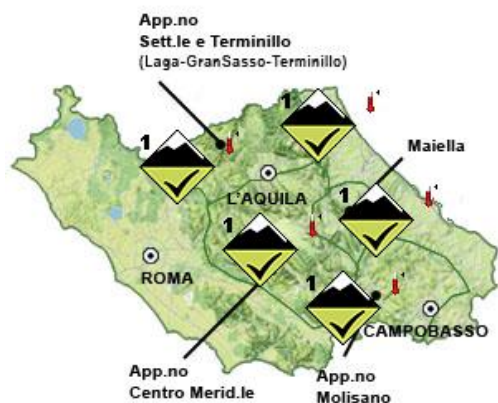 App.no
Sett.le e Terminillo
(Laga-GranSasso-Terminillo)
1
1
Maiella
L'AQUILA
1
1
ROMA
1
CAMPOBASSO
App.no
Centro Merid.le
App.no
Molisano